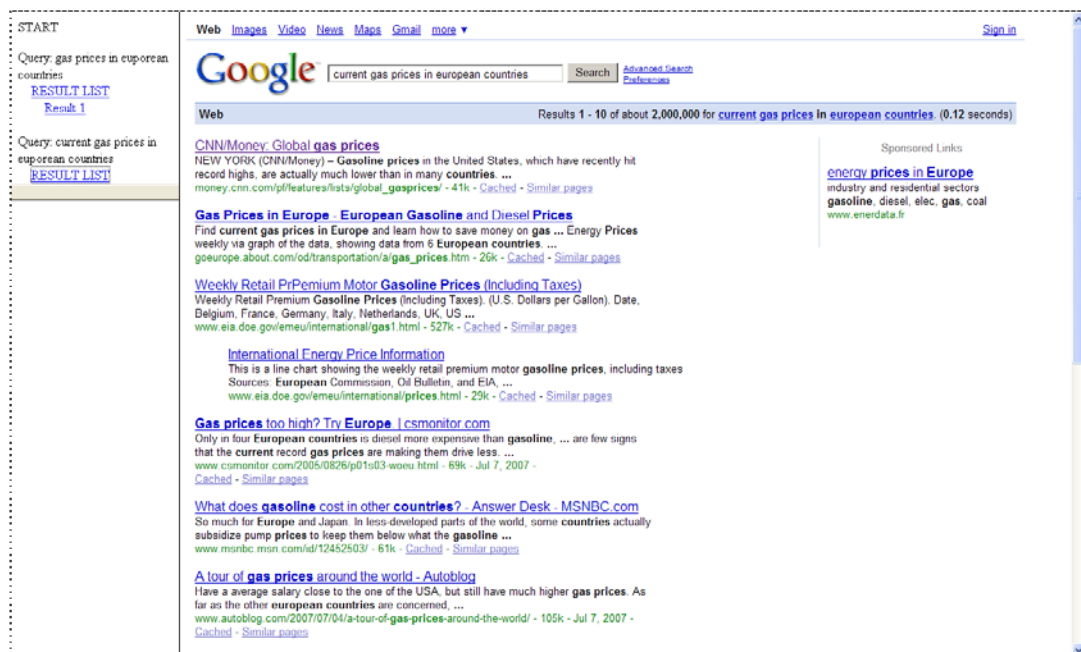 START
Query: gas prices in euporean
countries
RESULT LIST
Result 1
Query: current gas prices in
euporean countries
RESULT LIST
Web Images Video News Maps Gmail more ▼ Sign in
Google™ current gas prices in european countries Search Advanced Search
Preferences
Web Results 1 - 10 of about 2,000,000 for current gas prices in european countries. (0.12 seconds)
CNN/Money: Global gas prices
NEW YORK (CNN/Money) – Gasoline prices in the United States, which have recently hit
record highs, are actually much lower than in many countries. ...
money.cnn.com/pf/features/lists/global_gasprices/ - 41k - Cached - Similar pages
Gas Prices in Europe - European Gasoline and Diesel Prices
Find current gas prices in Europe and learn how to save money on gas ... Energy Prices
weekly via graph of the data, showing data from 6 European countries. ...
goeurope.about.com/od/transportation/a/gas_prices.htm - 26k - Cached - Similar pages
Weekly Retail PrPemium Motor Gasoline Prices (Including Taxes)
Weekly Retail Premium Gasoline Prices (Including Taxes). (U.S. Dollars per Gallon). Date,
Belgium, France, Germany, Italy, Netherlands, UK, US ...
www.eia.doe.gov/emeu/international/gas1.html - 527k - Cached - Similar pages
International Energy Price Information
This is a line chart showing the weekly retail premium motor gasoline prices, including taxes
Sources: European Commission, Oil Bulletin, and EIA, ...
www.eia.doe.gov/emeu/international/prices.html - 29k - Cached - Similar pages
Gas prices too high? Try Europe. | csmonitor.com
Only in four European countries is diesel more expensive than gasoline, ... are few signs
that the current record gas prices are making them drive less. ...
www.csmonitor.com/2005/0826/p01s03-woeu.html - 69k - Jul 7, 2007 -
Cached - Similar pages
What does gasoline cost in other countries? - Answer Desk - MSNBC.com
So much for Europe and Japan. In less-developed parts of the world, some countries actually
subsidize pump prices to keep them below what the gasoline ...
www.msnbc.msn.com/id/12452503/ - 61k - Cached - Similar pages
A tour of gas prices around the world - Autoblog
Have a average salary close to the one of the USA, but still have much higher gas prices. As
far as the other european countries are concerned, ...
www.autoblog.com/2007/07/04/a-tour-of-gas-prices-around-the-world/ - 105k - Jul 7, 2007 -
Cached - Similar pages
Sponsored Links
energy prices in Europe
industry and residential sectors
gasoline, diesel, elec, gas, coal
www.enerdata.fr